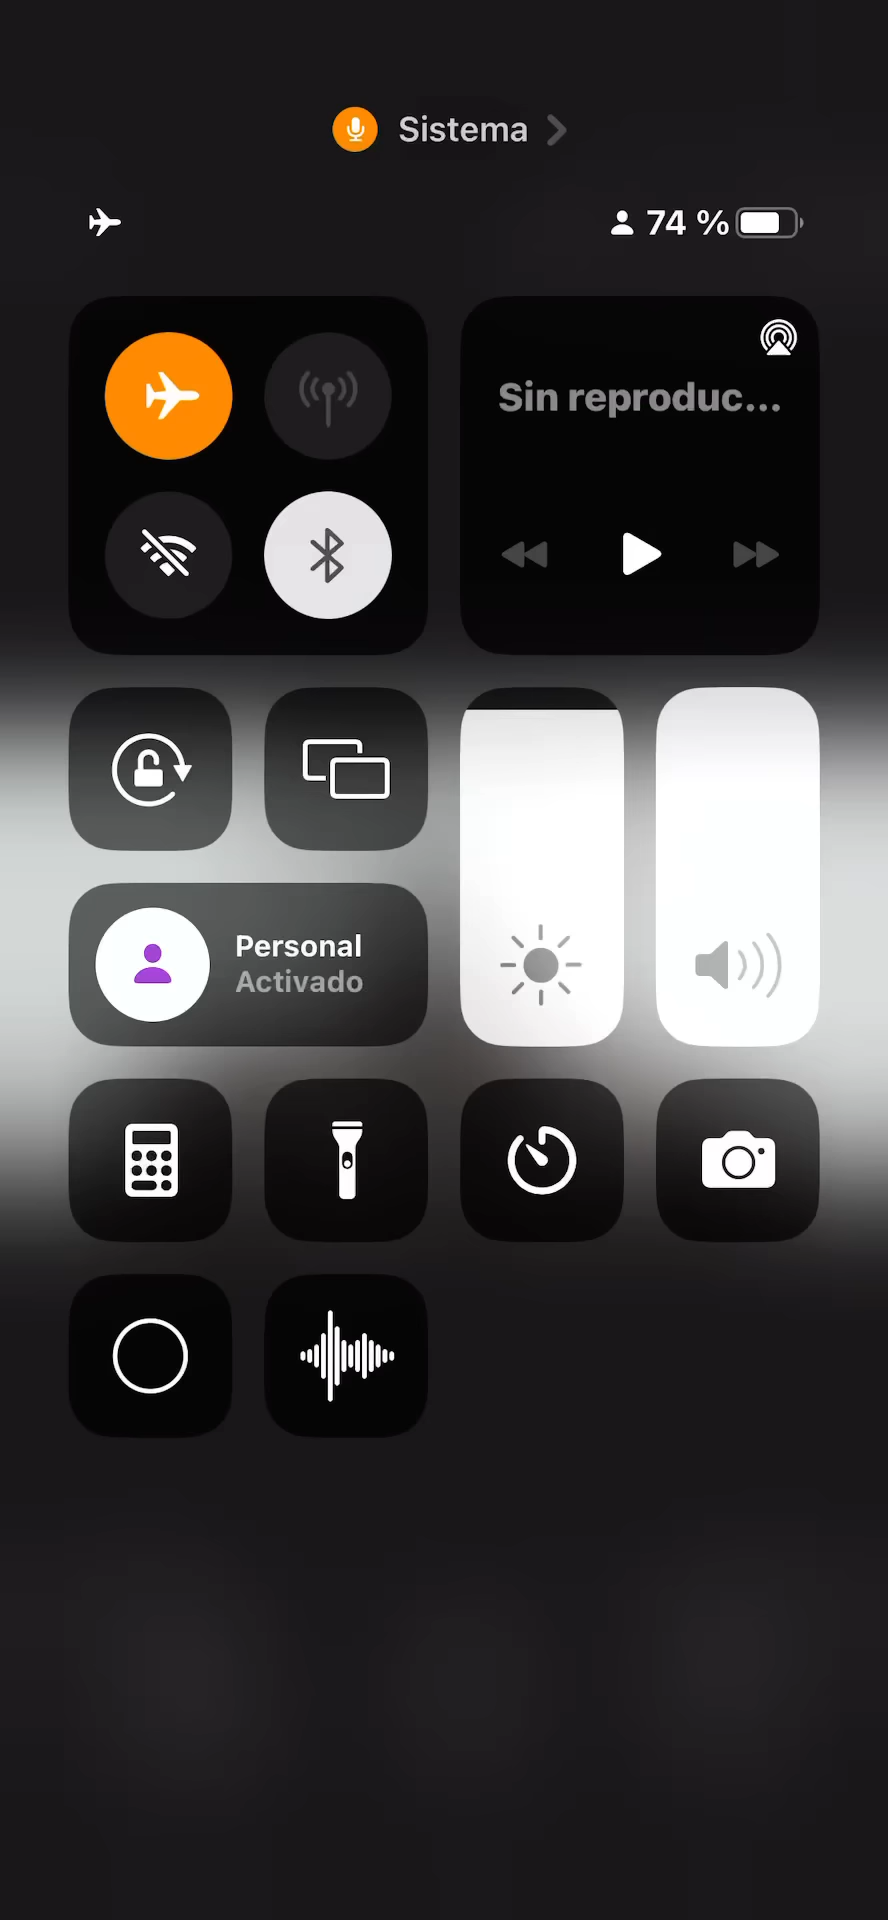 Sistema
74 %
Sin reproduc...
Personal
Activado